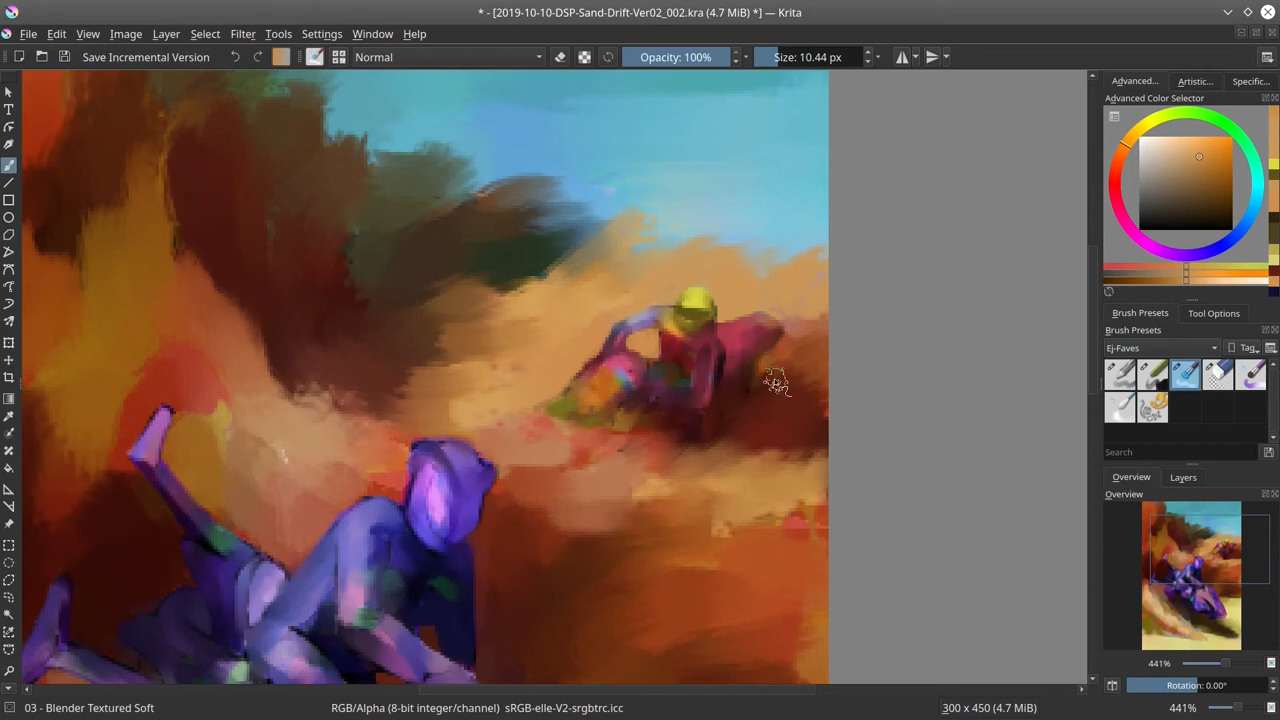 * - [2019-10-10-DSP-Sand-Drift-Ver02_002.kra (4.7 MiB) *] — Krita
File Edit View Image Layer Select Filter Tools Settings Window Help
Save Incremental Version Normal Opacity: 100% Size: 10.44 px
Advanced... Artistic... Specific...
Advanced Color Selector
Brush Presets Tool Options
Brush Presets
Ej-Faves Tag
Search
Overview Layers
Overview
441%
Rotation: 0.00°
03 - Blender Textured Soft RGB/Alpha (8-bit integer/channel) sRGB-elle-V2-srgbtrc.icc 300 x 450 (4.7 MiB) 441%